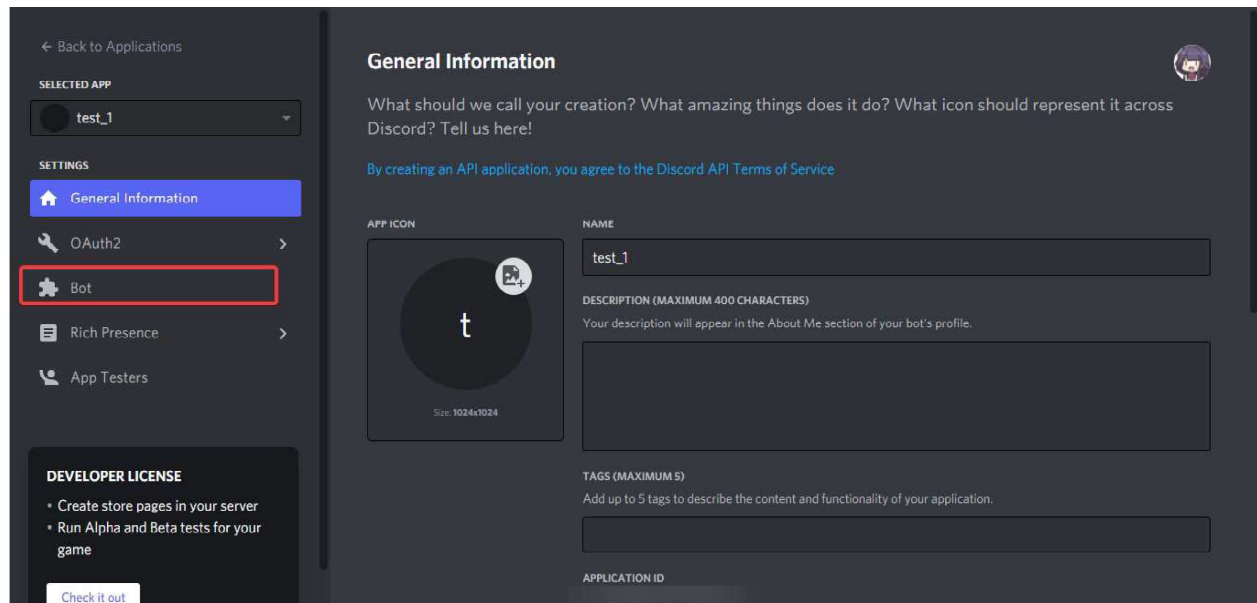 ← Back to Applications
SELECTED APP
test_1
SETTINGS
General Information
OAuth2
Bot
Rich Presence
App Testers
DEVELOPER LICENSE
• Create store pages in your server
• Run Alpha and Beta tests for your
game
Check it out
General Information
What should we call your creation? What amazing things does it do? What icon should represent it across
Discord? Tell us here!
By creating an API application, you agree to the Discord API Terms of Service
APP ICON
t
Size: 1024x1024
NAME
test_1
DESCRIPTION (MAXIMUM 400 CHARACTERS)
Your description will appear in the About Me section of your bot's profile.
TAGS (MAXIMUM 5)
Add up to 5 tags to describe the content and functionality of your application.
APPLICATION ID